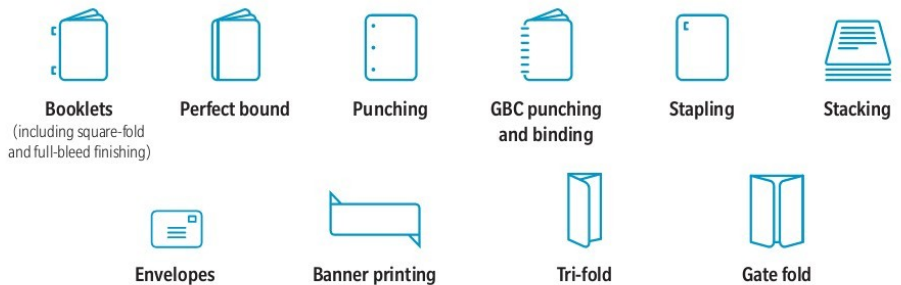 Booklets
(including square-fold
and full-bleed finishing)
Perfect bound
Punching
GBC punching
and binding
Stapling
Stacking
Envelopes
Banner printing
Tri-fold
Gate fold